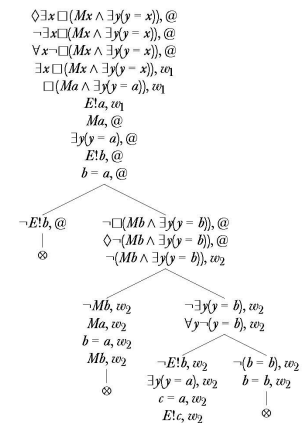 ◊∃x□(Mx ∧ ∃y(y = x)), @
¬∃x□(Mx ∧ ∃y(y = x)), @
∀x¬□(Mx ∧ ∃y(y = x)), @
∃x□(Mx ∧ ∃y(y = x)), w₁
□(Ma ∧ ∃y(y = a)), w₁
E!a, w₁
Ma, @
∃y(y = a), @
E!b, @
b = a, @
¬E!b, @ ¬□(Mb ∧ ∃y(y = b)), @
⊗ ◊¬(Mb ∧ ∃y(y = b)), @
¬(Mb ∧ ∃y(y = b)), w₂
¬Mb, w₂ ¬∃y(y = b), w₂
Ma, w₂ ∀y¬(y = b), w₂
b = a, w₂
Mb, w₂ ¬E!b, w₂ ¬(b = b), w₂
∃y(y = a), w₂ b = b, w₂
⊗ c = a, w₂ ⊗
E!c, w₂